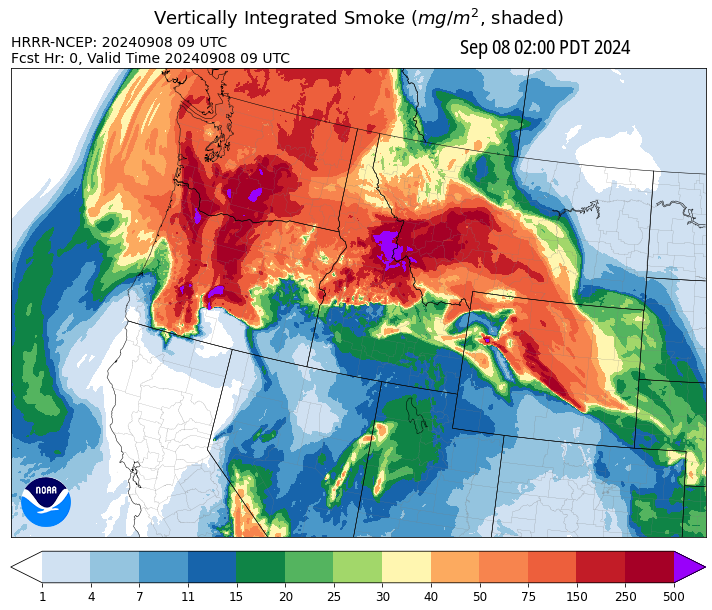 Vertically Integrated Smoke (mg/m², shaded)
HRRR-NCEP: 20240908 09 UTC
Fcst Hr: 0, Valid Time 20240908 09 UTC
Sep 08 02:00 PDT 2024
NOAA
1 4 7 11 15 20 25 30 40 50 75 150 250 500